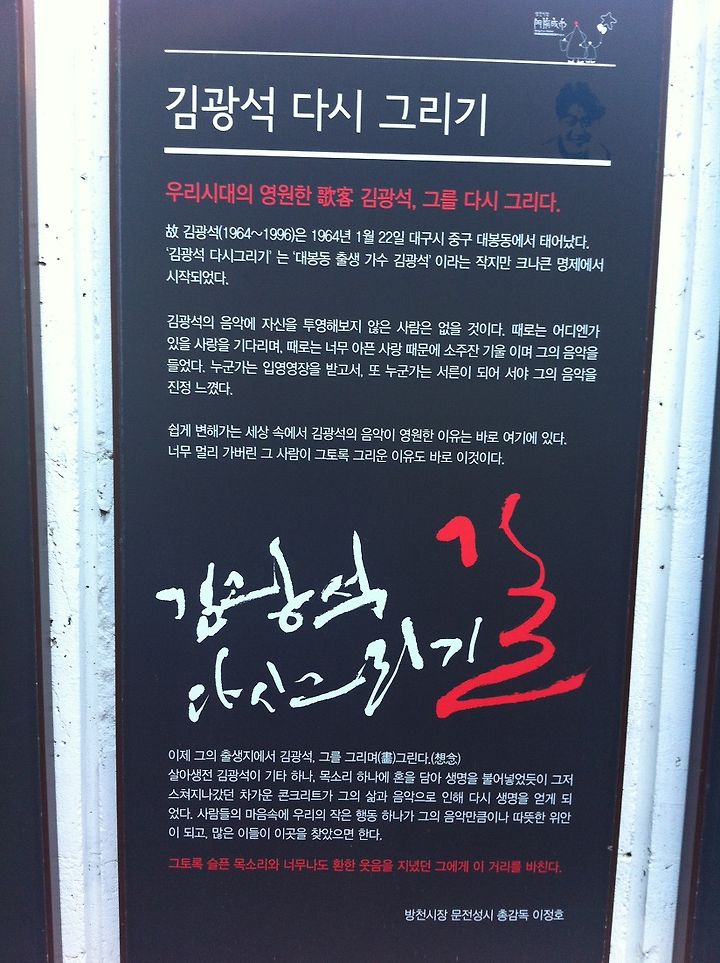 門前成市
김광석 다시 그리기
우리시대의 영원한 歌客 김광석, 그를 다시 그리다.
故 김광석(1964~1996)은 1964년 1월 22일 대구시 중구 대봉동에서 태어났다.
‘김광석 다시그리기’ 는 ‘대봉동 출생 가수 김광석’ 이라는 작지만 크나큰 명제에서
시작되었다.
김광석의 음악에 자신을 투영해보지 않은 사람은 없을 것이다. 때로는 어디엔가
있을 사랑을 기다리며, 때로는 너무 아픈 사랑 때문에 소주잔 기울 이며 그의 음악을
들었다. 누군가는 입영영장을 받고서, 또 누군가는 서른이 되어 서야 그의 음악을
진정 느꼈다.
쉽게 변해가는 세상 속에서 김광석의 음악이 영원한 이유는 바로 여기에 있다.
너무 멀리 가버린 그 사람이 그토록 그리운 이유도 바로 이것이다.
김광석
다시그리기
길
이제 그의 출생지에서 김광석, 그를 그리며(畵)그린다.(想念)
살아생전 김광석이 기타 하나, 목소리 하나에 혼을 담아 생명을 불어넣었듯이 그저
스쳐지나갔던 차가운 콘크리트가 그의 삶과 음악으로 인해 다시 생명을 얻게 되
었다. 사람들의 마음속에 우리의 작은 행동 하나가 그의 음악만큼이나 따뜻한 위안
이 되고, 많은 이들이 이곳을 찾았으면 한다.
그토록 슬픈 목소리와 너무나도 환한 웃음을 지녔던 그에게 이 거리를 바친다.
방천시장 문전성시 총감독 이정호